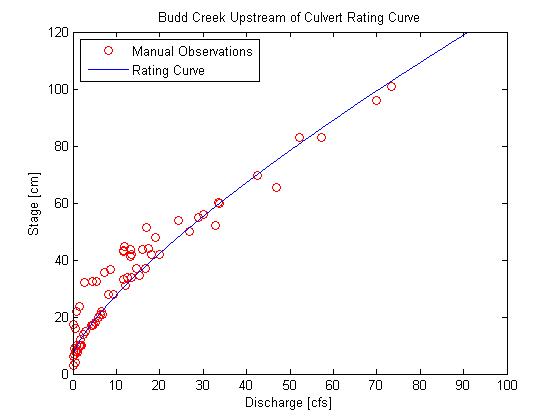 Budd Creek Upstream of Culvert Rating Curve
Manual Observations
Rating Curve
120
100
80
60
40
20
0
Stage [cm]
0 10 20 30 40 50 60 70 80 90 100
Discharge [cfs]